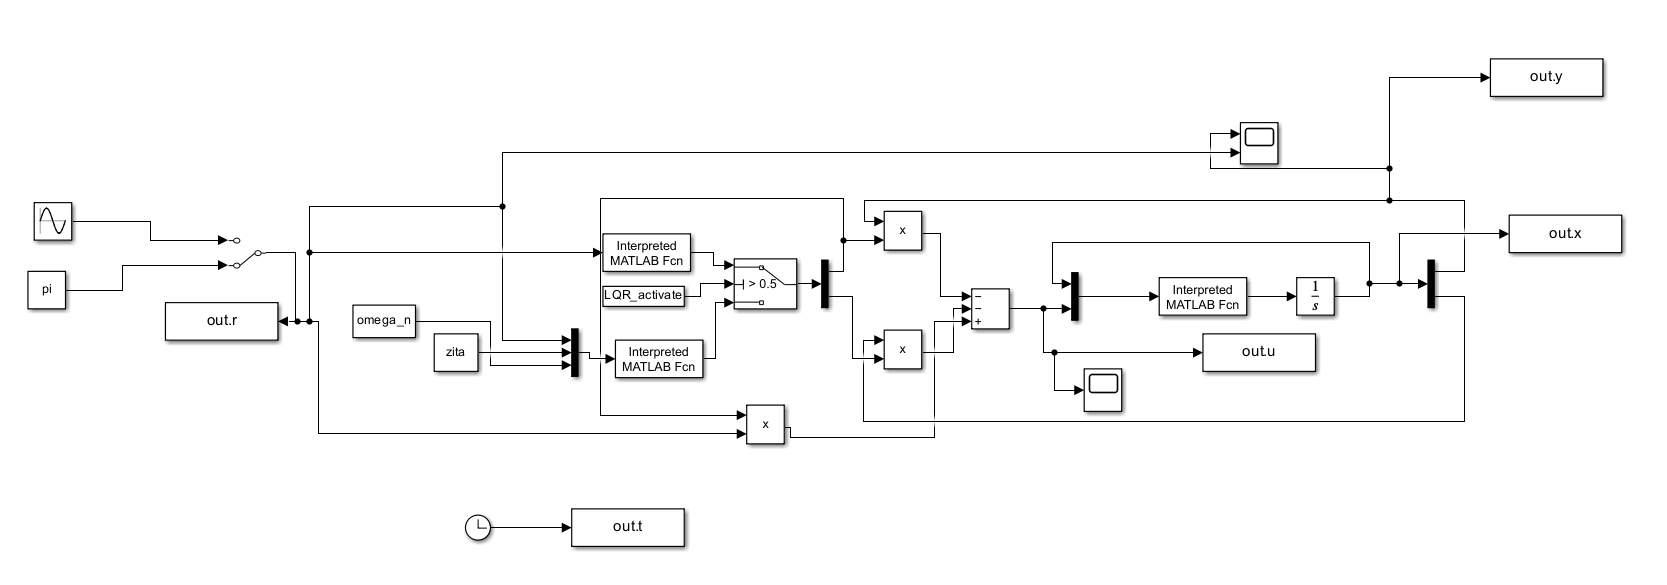 out.y
out.x
pi
out.r
omega_n
zita
Interpreted
MATLAB Fcn
LQR_activate
> 0.5
Interpreted
MATLAB Fcn
x
x
x
−
−
+
Interpreted
MATLAB Fcn
1
s
out.u
out.t